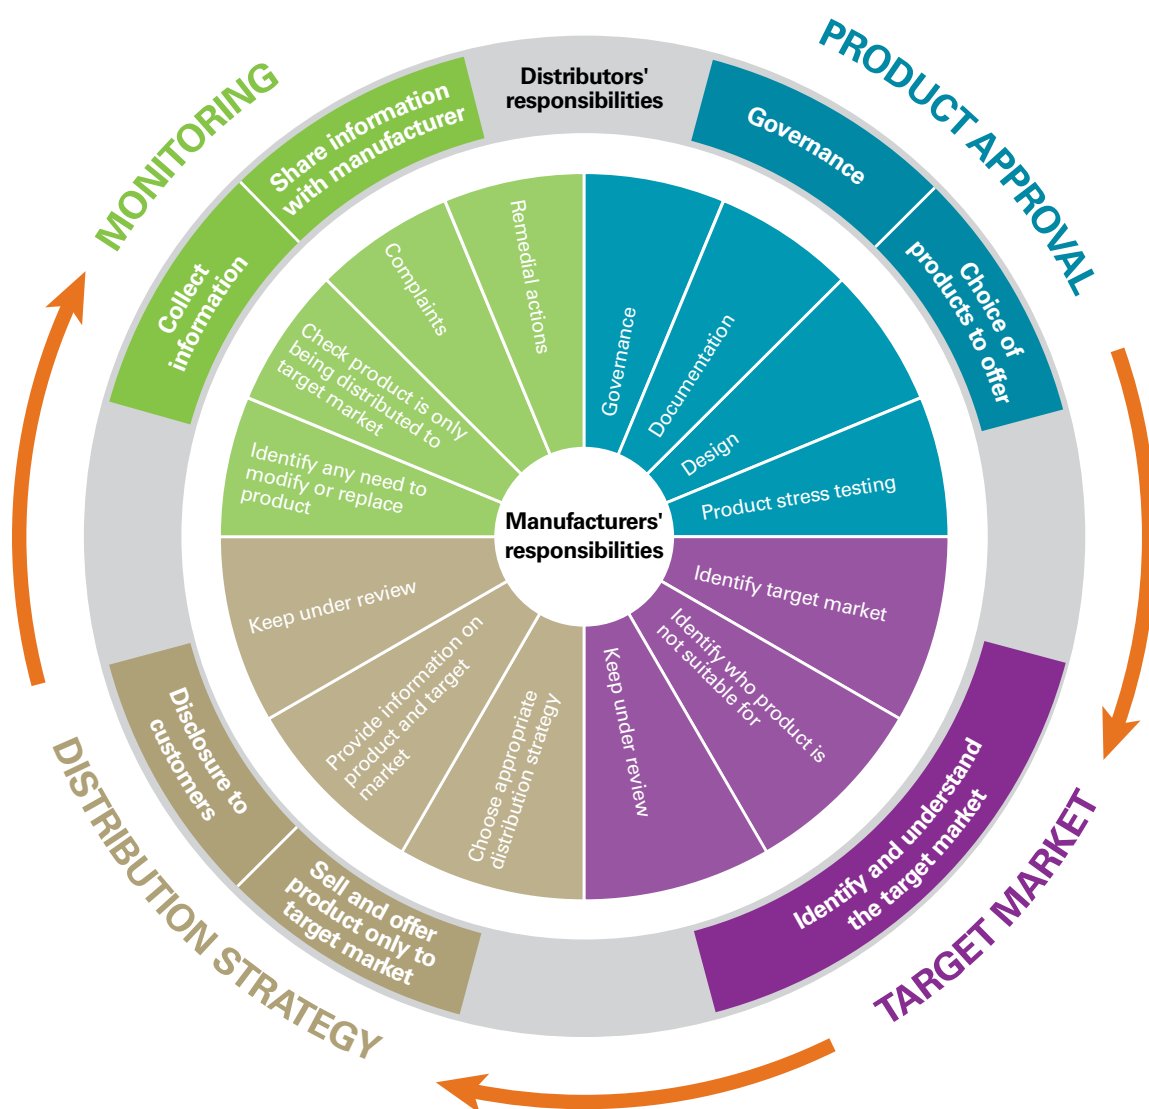 PRODUCT APPROVAL
MONITORING
TARGET MARKET
DISTRIBUTION STRATEGY
Distributors'
responsibilities
Governance
Choice of
products to offer
Identify and understand
the target market
Sell and offer
product only to
target market
Disclosure to
customers
Collect
information
Share information
with manufacturer
Manufacturers'
responsibilities
Governance
Documentation
Design
Product stress testing
Identify target market
Identify who product is
not suitable for
Keep under review
Choose appropriate
distribution strategy
Provide information on
product and target
market
Keep under review
Identify any need to
modify or replace
product
Check product is only
being distributed to
target market
Complaints
Remedial actions